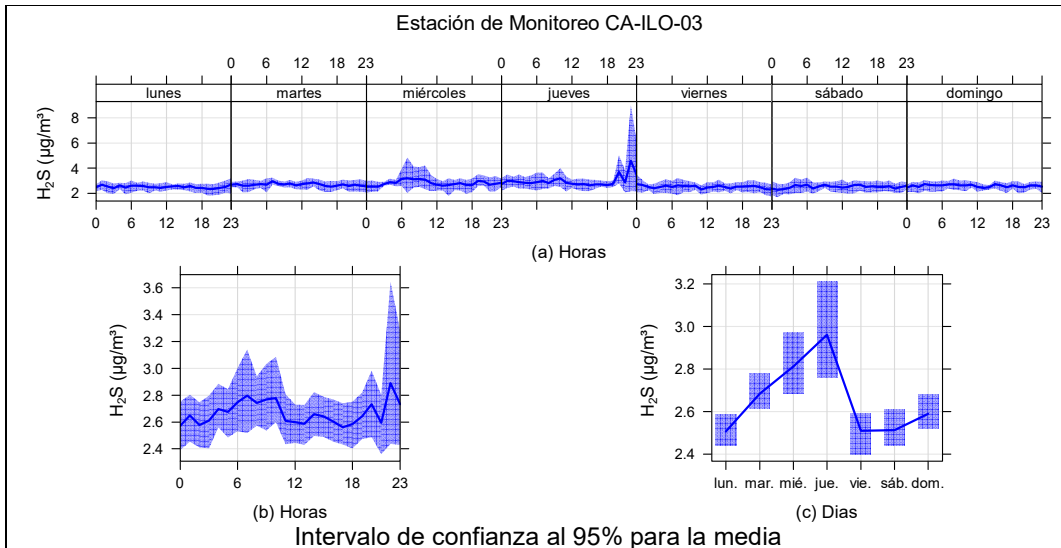 Estación de Monitoreo CA-ILO-03
0 6 12 18 23 0 6 12 18 23 0 6 12 18 23
lunes martes miércoles jueves viernes sábado domingo
H₂S (µg/m³)
8
6
4
2
0 6 12 18 23 0 6 12 18 23 0 6 12 18 23 0 6 12 18 23
(a) Horas
H₂S (µg/m³)
3.6
3.4
3.2
3.0
2.8
2.6
2.4
0 6 12 18 23
(b) Horas
H₂S (µg/m³)
3.2
3.0
2.8
2.6
2.4
lun. mar. mié. jue. vie. sáb. dom.
(c) Dias
Intervalo de confianza al 95% para la media